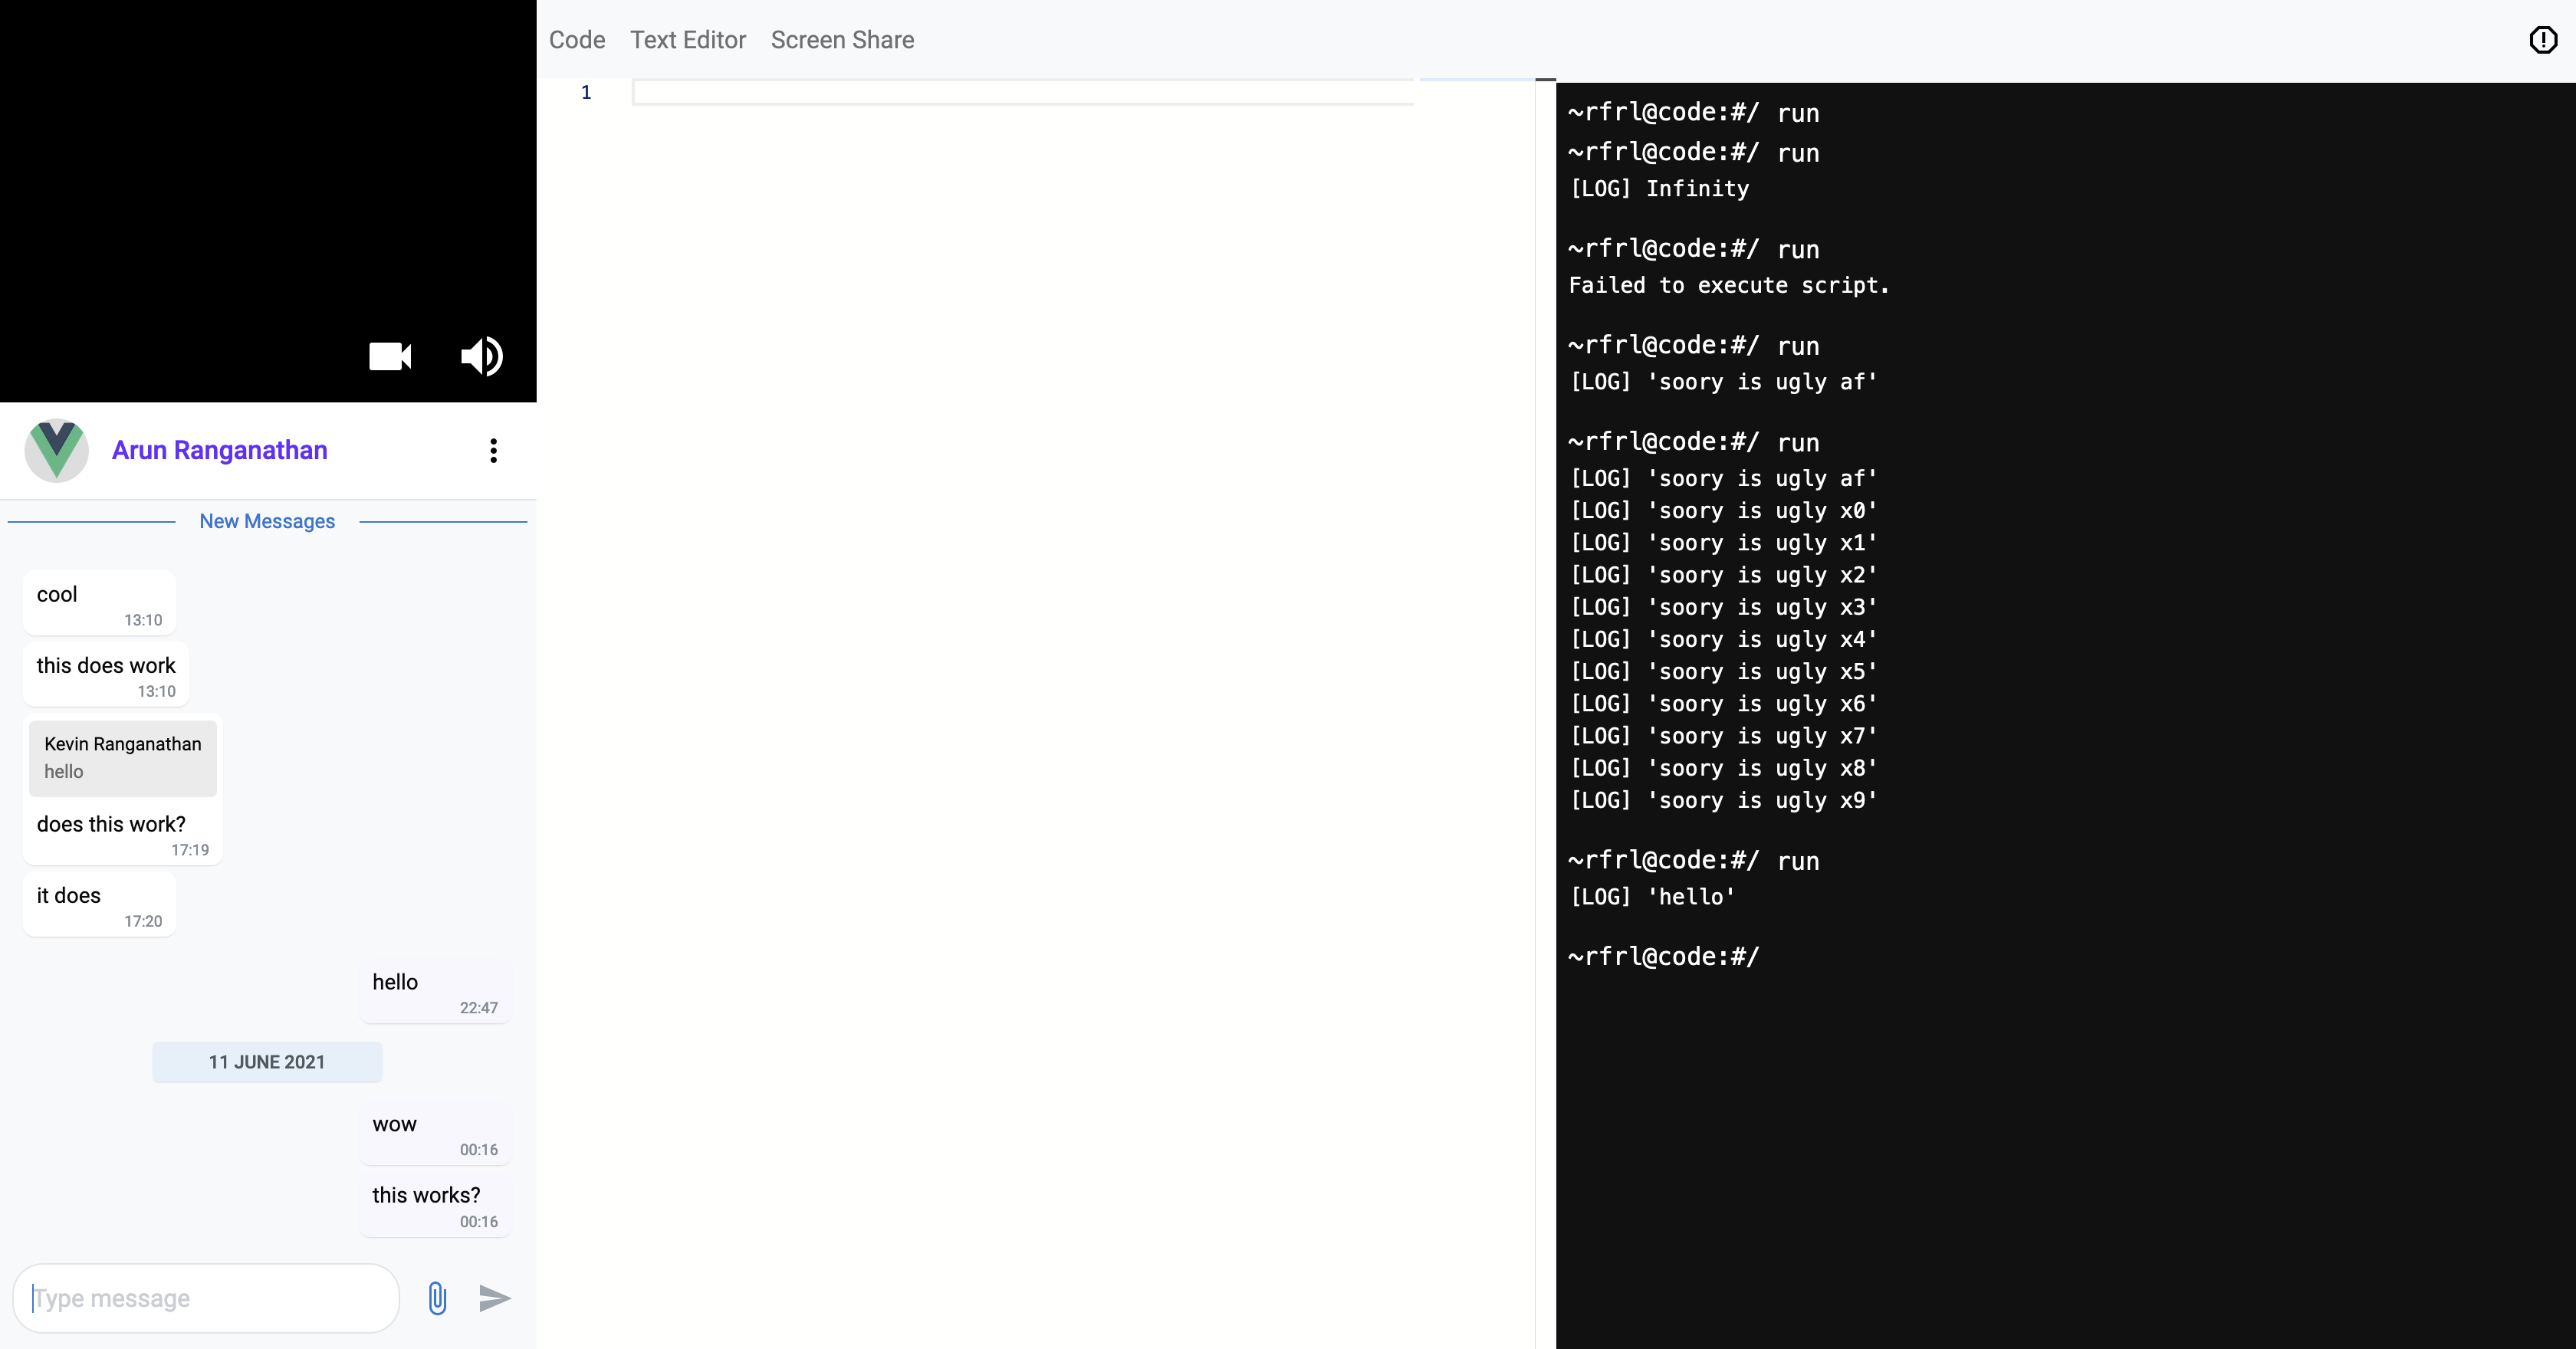 Code Text Editor Screen Share
Arun Ranganathan
New Messages
cool
13:10
this does work
13:10
Kevin Ranganathan
hello
does this work?
17:19
it does
17:20
hello
22:47
11 JUNE 2021
wow
00:16
this works?
00:16
Type message
1
~rfrl@code:#/ run
~rfrl@code:#/ run
[LOG] Infinity
~rfrl@code:#/ run
Failed to execute script.
~rfrl@code:#/ run
[LOG] 'soory is ugly af'
~rfrl@code:#/ run
[LOG] 'soory is ugly af'
[LOG] 'soory is ugly x0'
[LOG] 'soory is ugly x1'
[LOG] 'soory is ugly x2'
[LOG] 'soory is ugly x3'
[LOG] 'soory is ugly x4'
[LOG] 'soory is ugly x5'
[LOG] 'soory is ugly x6'
[LOG] 'soory is ugly x7'
[LOG] 'soory is ugly x8'
[LOG] 'soory is ugly x9'
~rfrl@code:#/ run
[LOG] 'hello'
~rfrl@code:#/